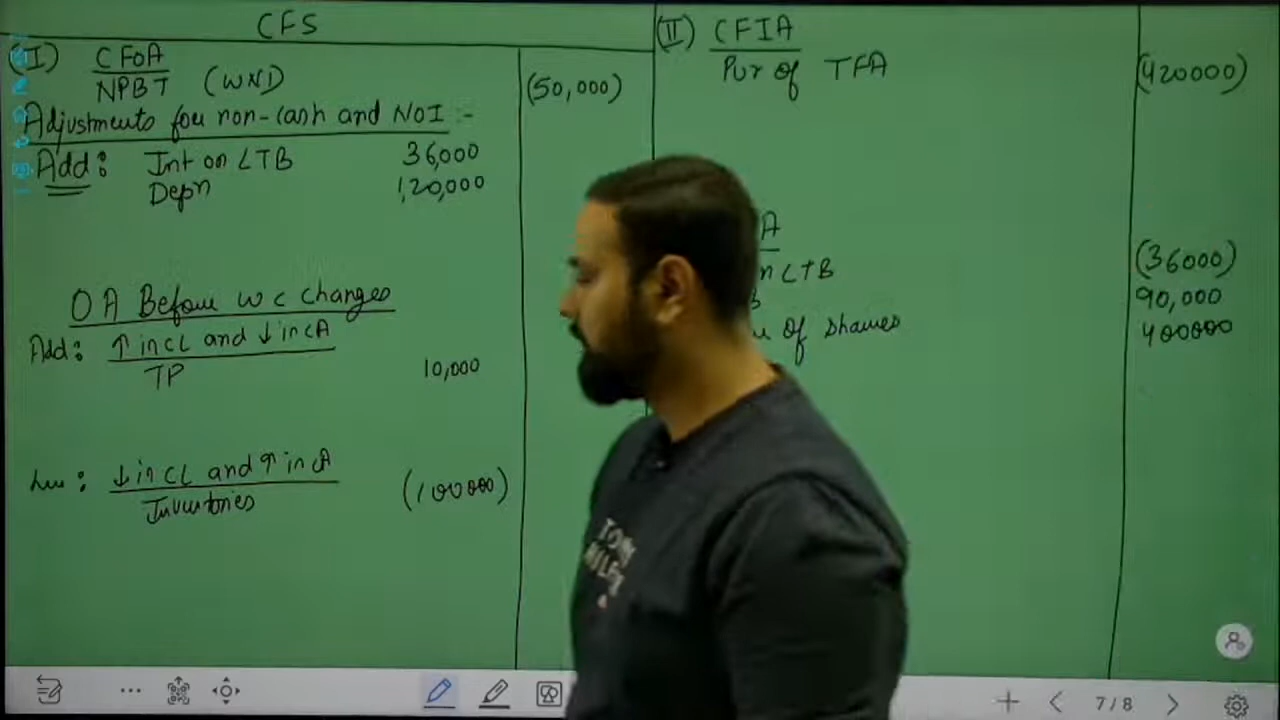 CFS
(I) CFOA
NPBT (WN1) (50,000)
Adjustments for non-cash and NOI :-
Add: Int on LTB 36,000
Depn 1,20,000
OA Before WC changes
Add: ↑ in CL and ↓ in CA
TP 10,000
Less: ↓ in CL and ↑ in CA
Inventories (100000)
(II) CFIA
Pur of TFA (420000)
A
n LTB (36000)
B 90,000
of shares 400000
TOMMY
HILFI
7/8